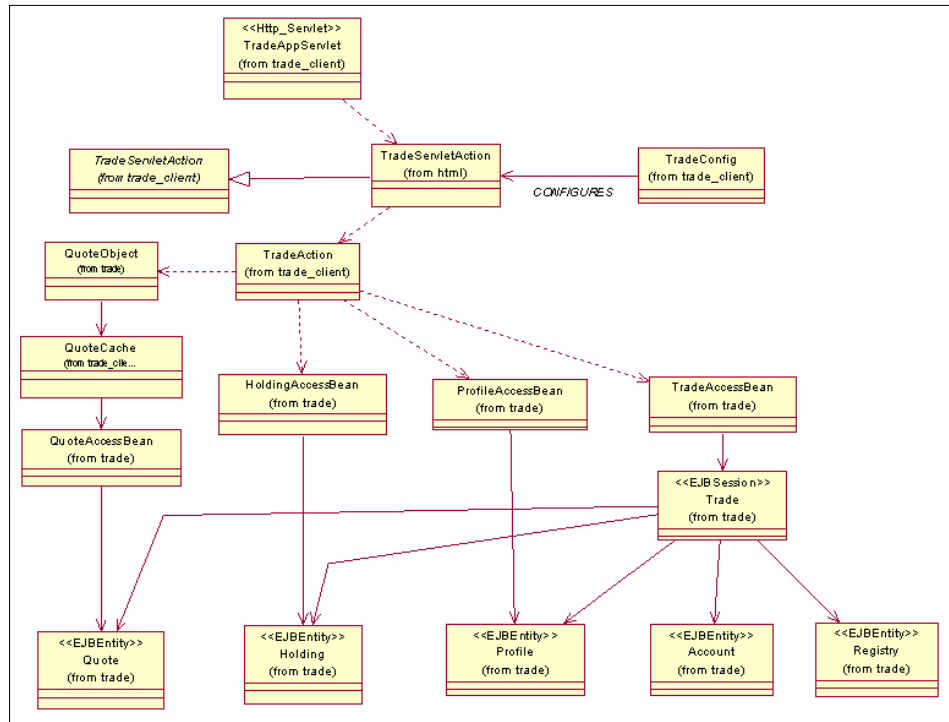 <<Http_Servlet>>
TradeAppServlet
(from trade_client)
TradeServletAction
(from trade_client)
TradeServletAction
(from html)
TradeConfig
(from trade_client)
CONFIGURES
QuoteObject
(from trade)
TradeAction
(from trade_client)
QuoteCache
(from trade_clie...
HoldingAccessBean
(from trade)
ProfileAccessBean
(from trade)
TradeAccessBean
(from trade)
QuoteAccessBean
(from trade)
<<EJBSession>>
Trade
(from trade)
<<EJBEntity>>
Quote
(from trade)
<<EJBEntity>>
Holding
(from trade)
<<EJBEntity>>
Profile
(from trade)
<<EJBEntity>>
Account
(from trade)
<<EJBEntity>>
Registry
(from trade)